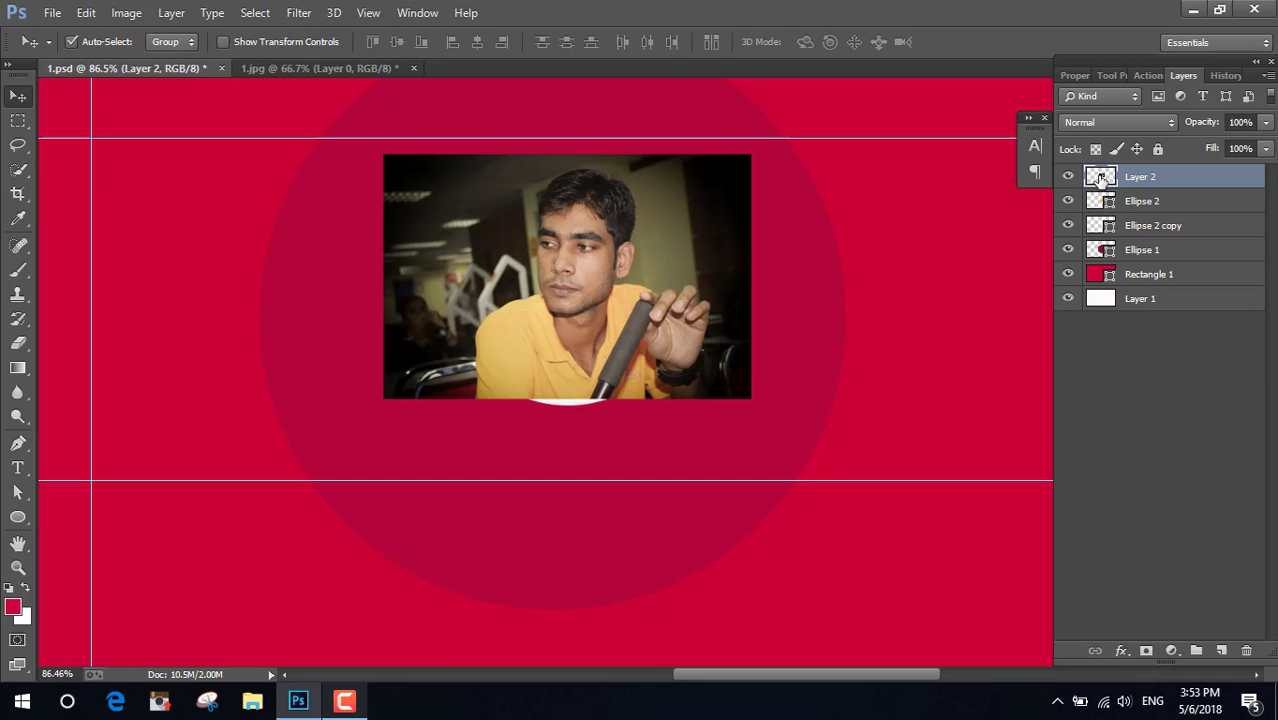 Ps File Edit Image Layer Type Select Filter 3D View Window Help
Auto-Select: Group Show Transform Controls 3D Mode: Essentials
1.psd @ 86.5% (Layer 2, RGB/8) * 1.jpg @ 66.7% (Layer 0, RGB/8) *
Proper Tool P Action Layers History
Kind
Normal Opacity: 100%
Lock: Fill: 100%
Layer 2
Ellipse 2
Ellipse 2 copy
Ellipse 1
Rectangle 1
Layer 1
86.46% Doc: 10.5M/2.00M
ENG 3:53 PM
5/6/2018